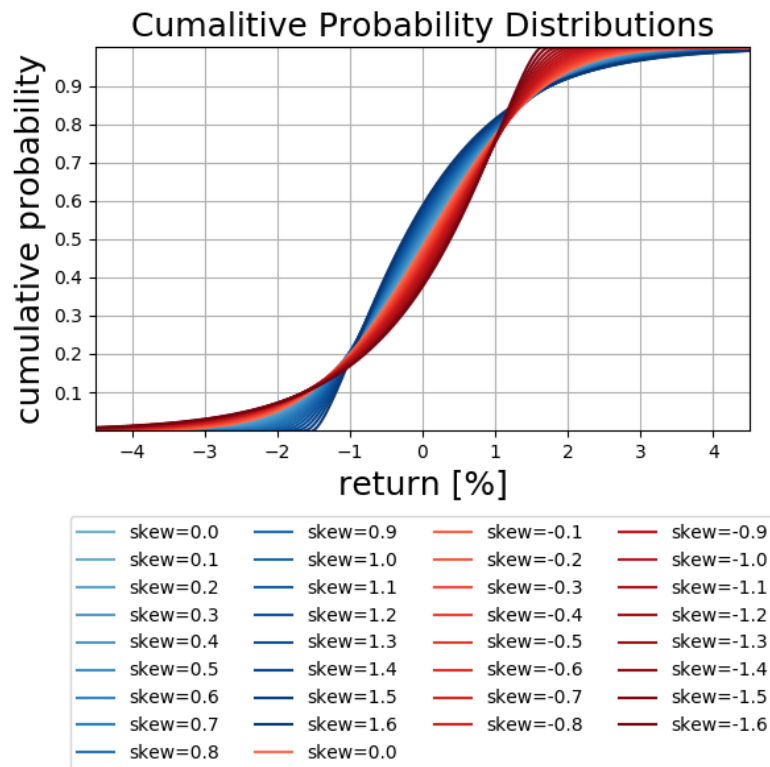 Cumalitive Probability Distributions
cumulative probability
0.9
0.8
0.7
0.6
0.5
0.4
0.3
0.2
0.1
−4 −3 −2 −1 0 1 2 3 4
return [%]
skew=0.0 skew=0.9 skew=-0.1 skew=-0.9
skew=0.1 skew=1.0 skew=-0.2 skew=-1.0
skew=0.2 skew=1.1 skew=-0.3 skew=-1.1
skew=0.3 skew=1.2 skew=-0.4 skew=-1.2
skew=0.4 skew=1.3 skew=-0.5 skew=-1.3
skew=0.5 skew=1.4 skew=-0.6 skew=-1.4
skew=0.6 skew=1.5 skew=-0.7 skew=-1.5
skew=0.7 skew=1.6 skew=-0.8 skew=-1.6
skew=0.8 skew=0.0